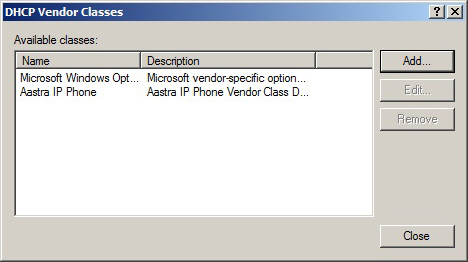 DHCP Vendor Classes
Available classes:
Name Description
Microsoft Windows Opt... Microsoft vendor-specific option...
Aastra IP Phone Aastra IP Phone Vendor Class D...
Add...
Edit...
Remove
Close